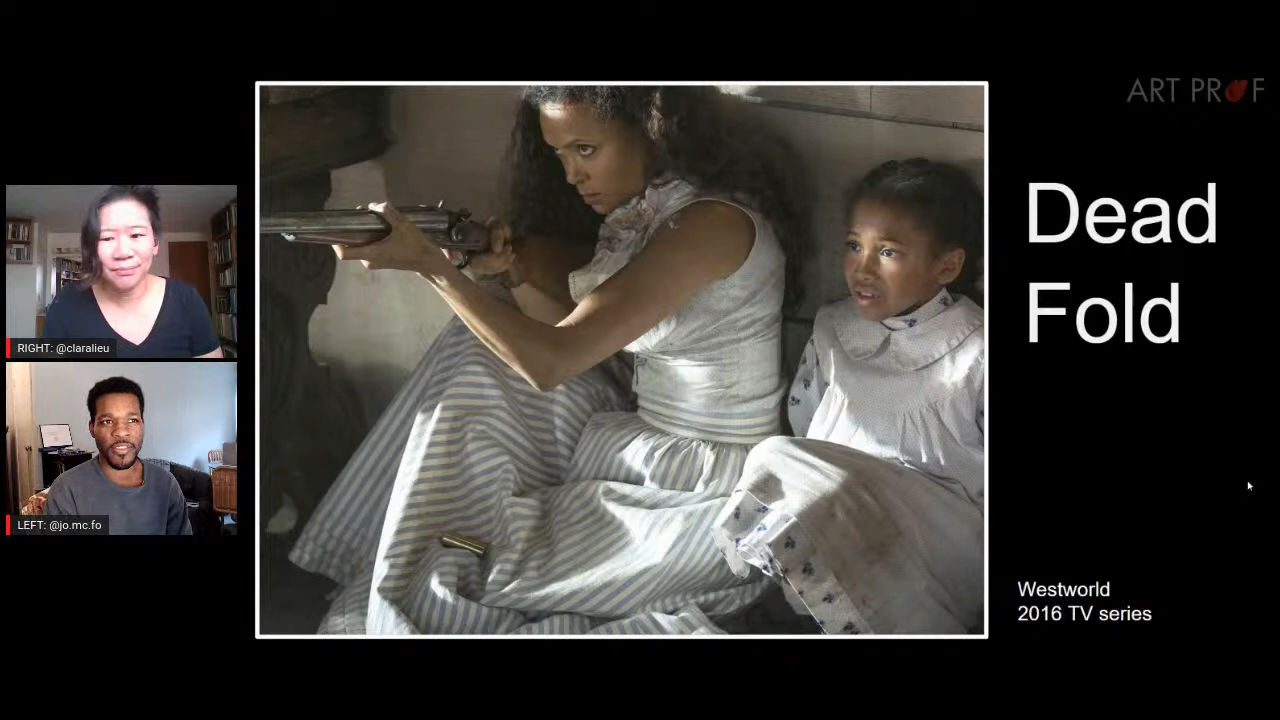 ART PROF
Dead
Fold
RIGHT: @claralieu
LEFT: @jo.mc.fo
Westworld
2016 TV series